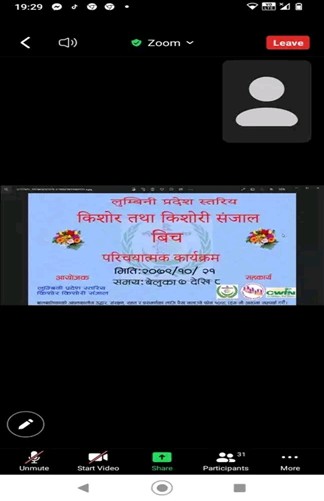 19:29
Zoom
Leave
लुम्बिनी प्रदेश स्तरिय
किशोर तथा किशोरी संजाल
बिच
परिचयात्मक कार्यक्रम
आयोजक
मिति:२०७९/१०/ २१
सहकार्य
लुम्बिनी प्रदेश स्तरिय
किशोर किशोरी संजाल
समय: बेलुका ७ देखि ८
CWIN
Unmute
Start Video
Share
31
Participants
More